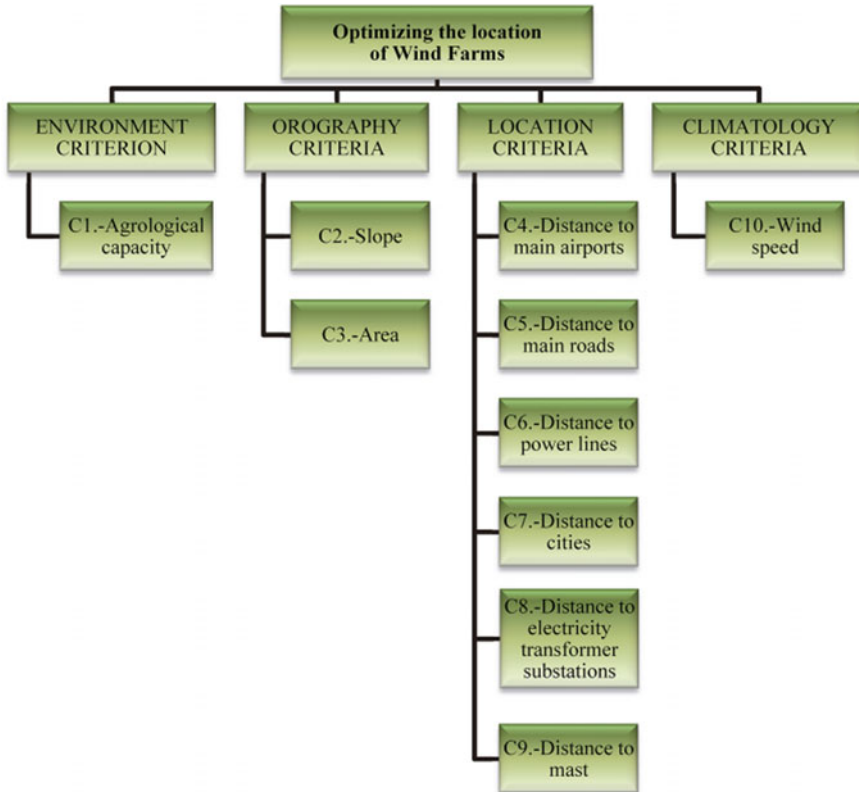 Optimizing the location
of Wind Farms
ENVIRONMENT
CRITERION
OROGRAPHY
CRITERIA
LOCATION
CRITERIA
CLIMATOLOGY
CRITERIA
C1.-Agrological
capacity
C2.-Slope
C3.-Area
C4.-Distance to
main airports
C5.-Distance to
main roads
C6.-Distance to
power lines
C7.-Distance to
cities
C8.-Distance to
electricity
transformer
substations
C9.-Distance to
mast
C10.-Wind
speed